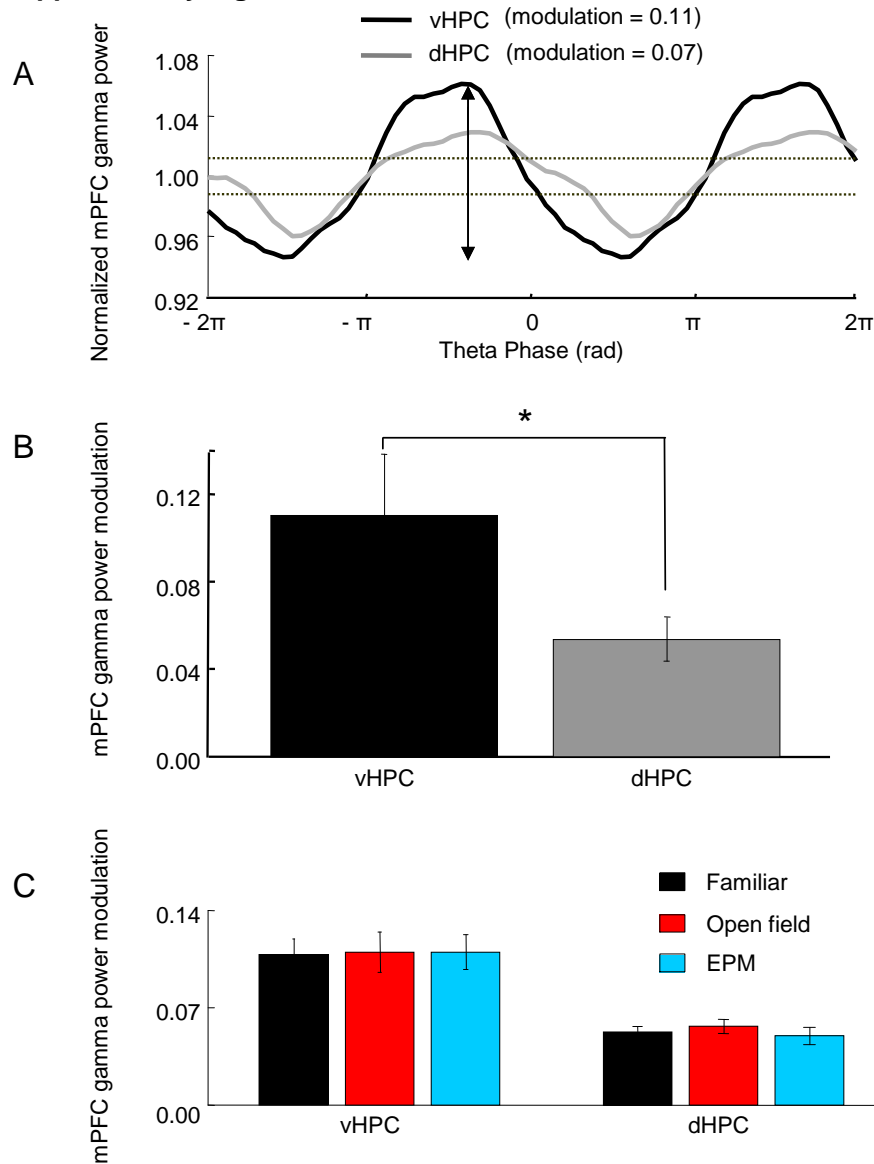 vHPC (modulation = 0.11)
dHPC (modulation = 0.07)
A
Normalized mPFC gamma power
1.08
1.04
1.00
0.96
0.92
- 2π - π 0 π 2π
Theta Phase (rad)
B
*
mPFC gamma power modulation
0.12
0.08
0.04
0.00
vHPC dHPC
C
mPFC gamma power modulation
Familiar
Open field
EPM
0.14
0.07
0.00
vHPC dHPC